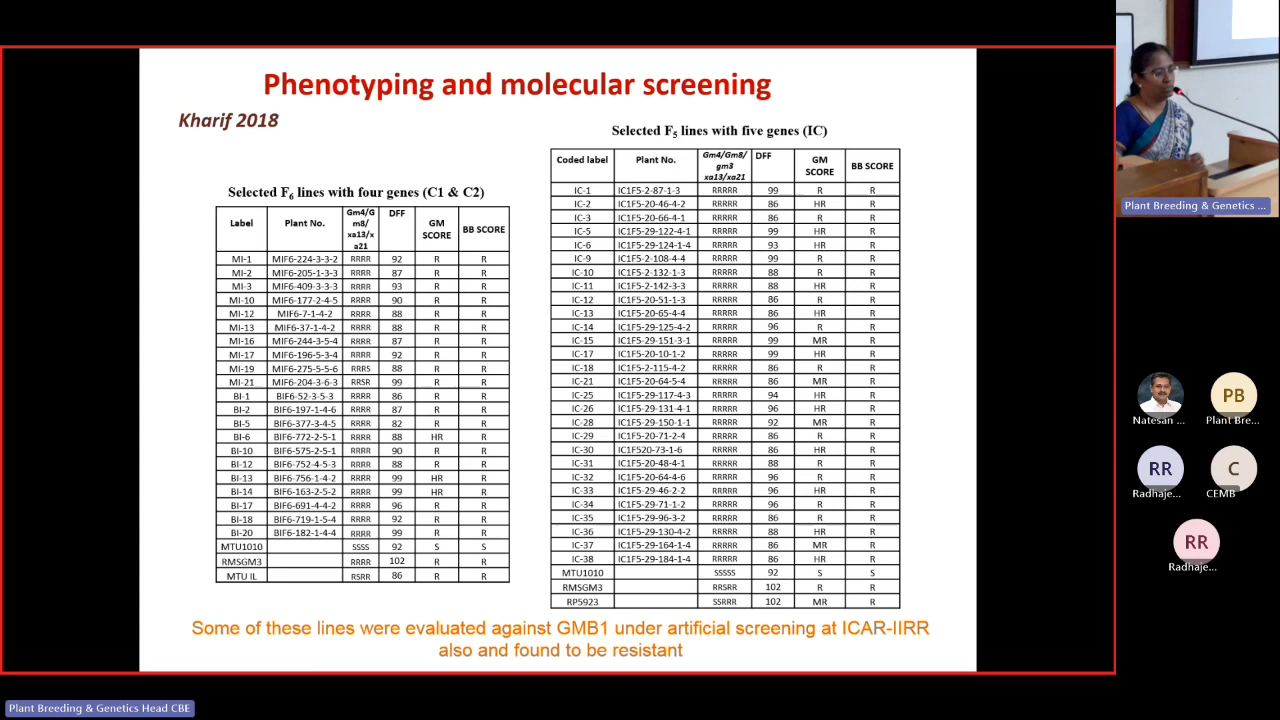 Phenotyping and molecular screening
Kharif 2018
Selected F5 lines with four genes (C1 & C2)
Label Plant No. Gm4/Gm8/xa13/xa21 DFF GM SCORE BB SCORE
MI-1 MIF6-224-3-3-2 RRRR 92 R R
MI-2 MIF6-205-1-3-3 RRRR 87 R R
MI-3 MIF6-409-3-3-3 RRRR 93 R R
MI-10 MIF6-177-2-4-5 RRRR 90 R R
MI-12 MIF6-7-1-4-2 RRRR 88 R R
MI-13 MIF6-37-1-4-2 RRRR 88 R R
MI-16 MIF6-244-3-5-4 RRRR 87 R R
MI-17 MIF6-196-5-3-4 RRRR 92 R R
MI-19 MIF6-275-5-5-6 RRRS 88 R R
MI-21 MIF6-204-3-6-3 RRSR 99 R R
BI-1 BIF6-52-3-5-3 RRRR 86 R R
BI-2 BIF6-197-1-4-6 RRRR 87 R R
BI-5 BIF6-377-3-4-5 RRRR 82 R R
BI-6 BIF6-772-2-5-1 RRRR 88 HR R
BI-10 BIF6-575-2-5-1 RRRR 90 R R
BI-12 BIF6-752-4-5-3 RRRR 88 R R
BI-13 BIF6-756-1-4-2 RRRR 99 HR R
BI-14 BIF6-163-2-5-2 RRRR 99 HR R
BI-17 BIF6-691-4-4-2 RRRR 96 R R
BI-18 BIF6-719-1-5-4 RRRR 92 R R
BI-20 BIF6-182-1-4-4 RRRR 99 R R
MTU1010 SSSS 92 S S
RMSGM3 RRRR 102 R R
MTU IL RSRR 86 R R
Selected F5 lines with five genes (IC)
Coded label Plant No. Gm4/Gm8/gm3 xa13/xa21 DFF GM SCORE BB SCORE
IC-1 IC1F5-2-87-1-3 RRRRR 99 R R
IC-2 IC1F5-20-46-4-2 RRRRR 86 HR R
IC-3 IC1F5-20-66-4-1 RRRRR 86 R R
IC-5 IC1F5-29-122-4-1 RRRRR 99 HR R
IC-6 IC1F5-29-124-1-4 RRRRR 93 HR R
IC-9 IC1F5-2-108-4-4 RRRRR 99 R R
IC-10 IC1F5-2-132-1-3 RRRRR 88 R R
IC-11 IC1F5-2-142-3-3 RRRRR 88 HR R
IC-12 IC1F5-20-51-1-3 RRRRR 86 R R
IC-13 IC1F5-20-65-4-4 RRRRR 86 HR R
IC-14 IC1F5-29-125-4-2 RRRRR 96 R R
IC-15 IC1F5-29-151-3-1 RRRRR 99 MR R
IC-17 IC1F5-20-10-1-2 RRRRR 99 HR R
IC-18 IC1F5-2-115-4-2 RRRRR 86 R R
IC-21 IC1F5-20-64-5-4 RRRRR 86 MR R
IC-25 IC1F5-29-117-4-3 RRRRR 94 HR R
IC-26 IC1F5-29-131-4-1 RRRRR 96 HR R
IC-28 IC1F5-29-150-1-1 RRRRR 92 MR R
IC-29 IC1F5-20-71-2-4 RRRRR 86 R R
IC-30 IC1F520-73-1-6 RRRRR 86 HR R
IC-31 IC1F5-20-48-4-1 RRRRR 88 R R
IC-32 IC1F5-20-64-4-6 RRRRR 96 R R
IC-33 IC1F5-29-46-2-2 RRRRR 96 HR R
IC-34 IC1F5-29-71-1-2 RRRRR 96 R R
IC-35 IC1F5-29-96-3-2 RRRRR 86 R R
IC-36 IC1F5-29-130-4-2 RRRRR 88 HR R
IC-37 IC1F5-29-164-1-4 RRRRR 86 MR R
IC-38 IC1F5-29-184-1-4 RRRRR 86 HR R
MTU1010 SSSSS 92 S S
RMSGM3 RRSRR 102 R R
RP5923 SSRRR 102 MR R
Some of these lines were evaluated against GMB1 under artificial screening at ICAR-IIRR
also and found to be resistant
Plant Breeding & Genetics ...
PB
Natesan ...
Plant Bre...
RR
C
Radhaje...
CEMB
RR
Radhaje...
Plant Breeding & Genetics Head CBE